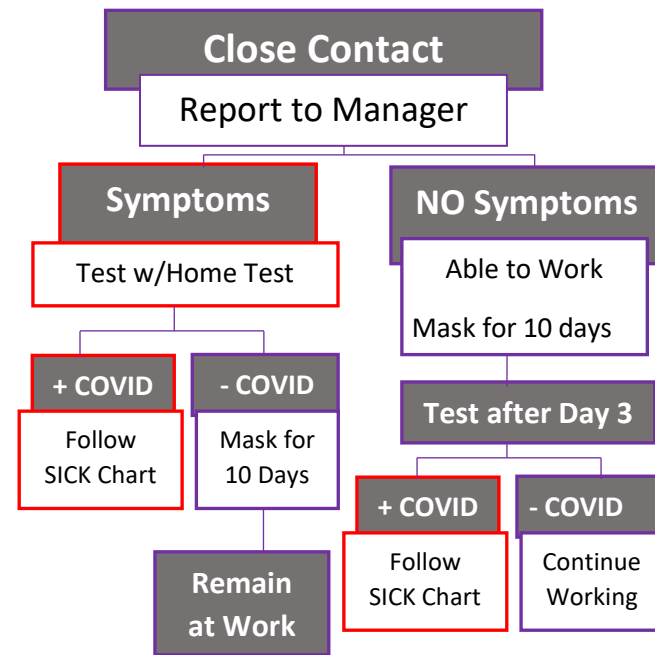 Close Contact
Report to Manager
Symptoms
Test w/Home Test
+ COVID
Follow
SICK Chart
- COVID
Mask for
10 Days
Remain
at Work
NO Symptoms
Able to Work
Mask for 10 days
Test after Day 3
+ COVID
Follow
SICK Chart
- COVID
Continue
Working